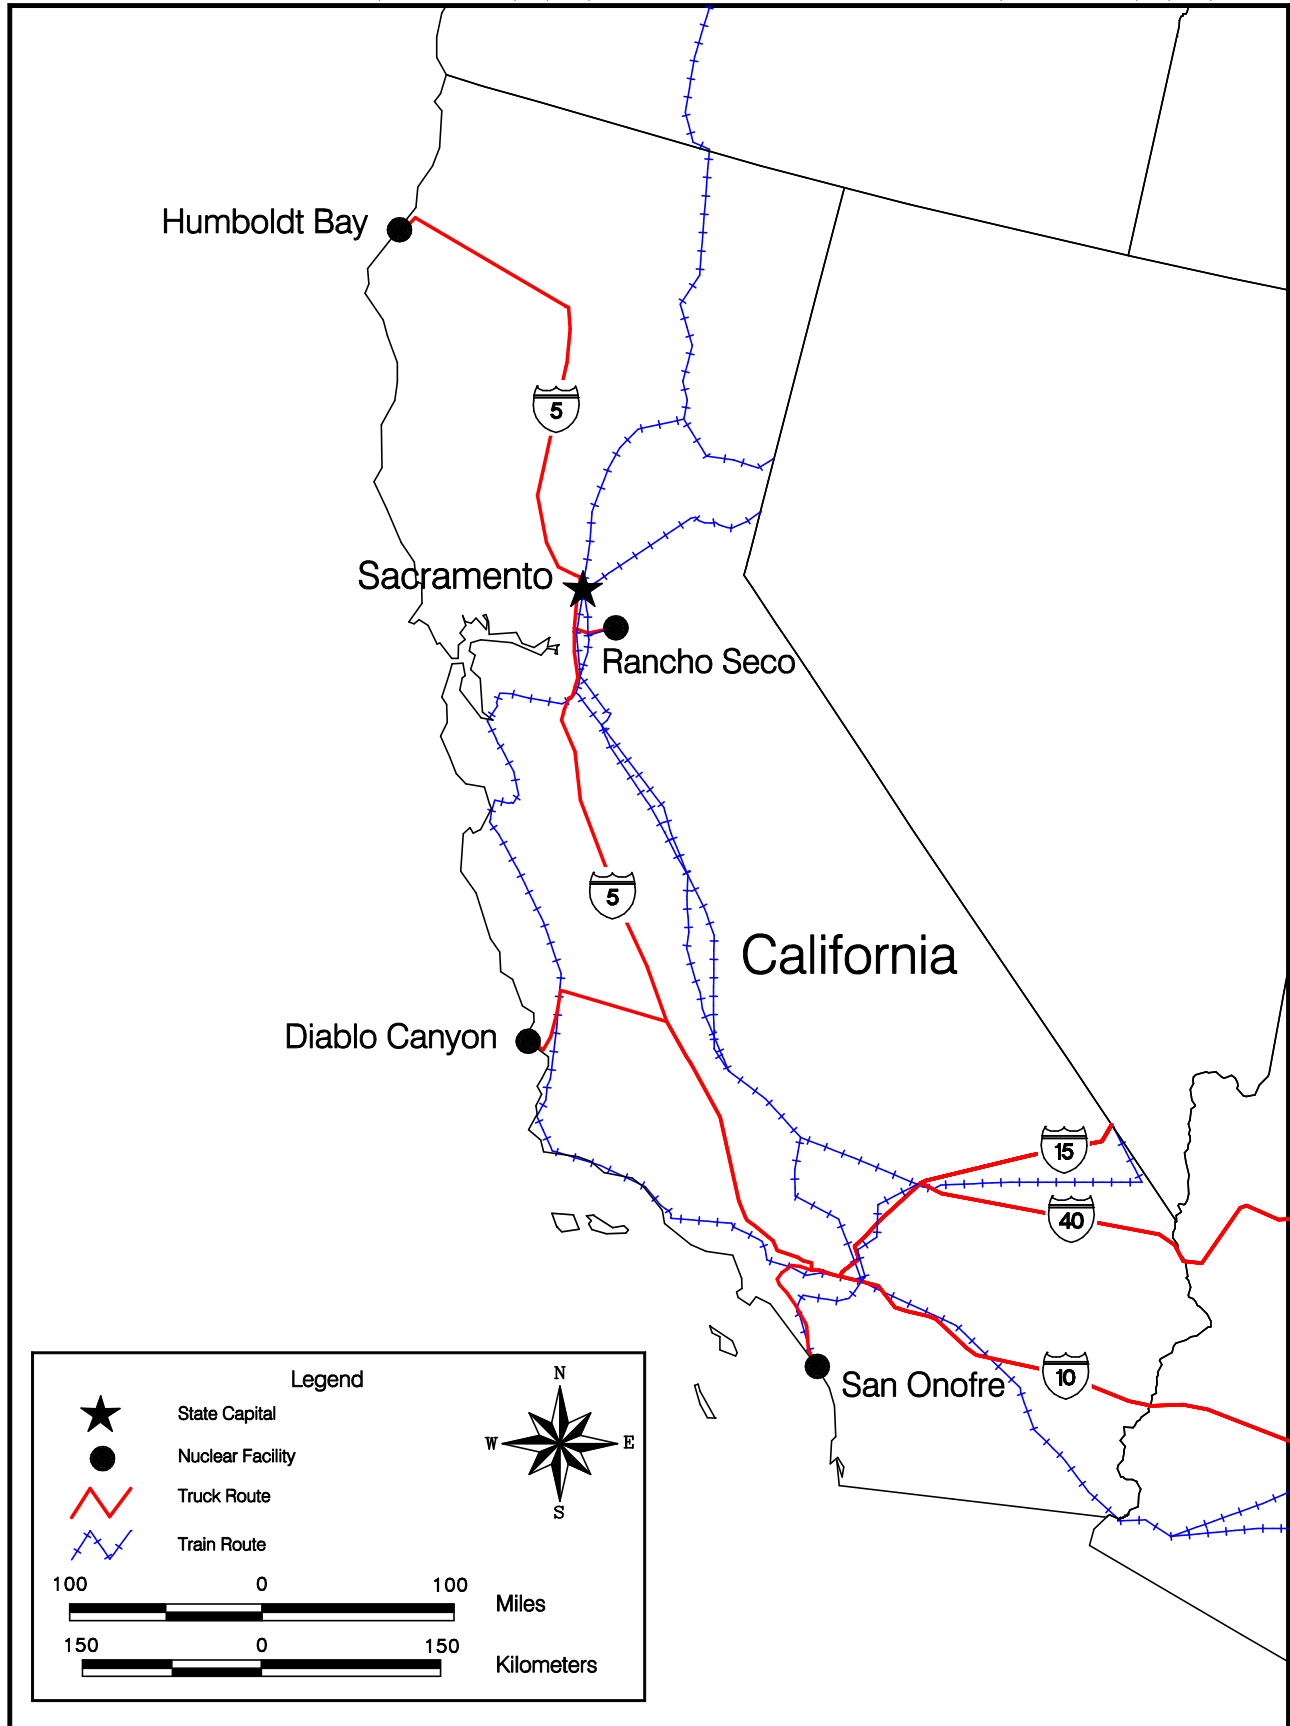 Humboldt Bay
5
Sacramento
Rancho Seco
5
California
Diablo Canyon
15
40
10
San Onofre
Legend
State Capital
Nuclear Facility
Truck Route
Train Route
N
W E
S
100 0 100
Miles
150 0 150
Kilometers